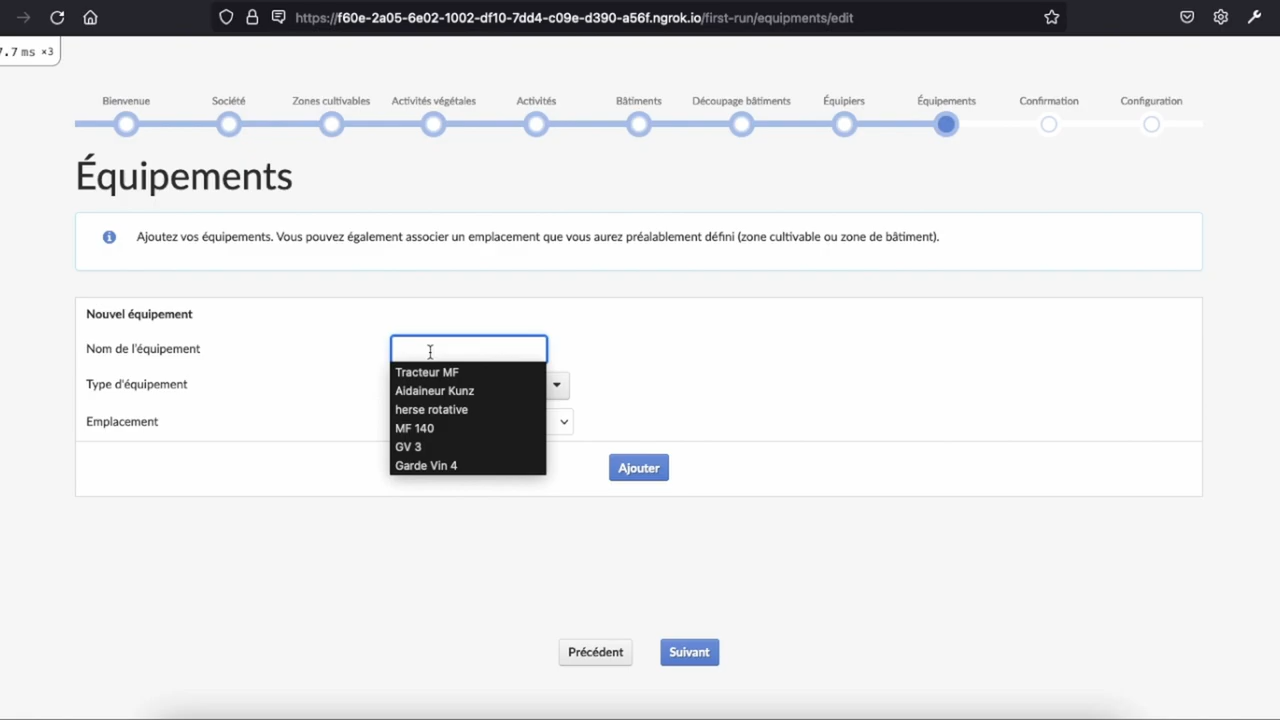 https://f60e-2a05-6e02-1002-df10-7dd4-c09e-d390-a56f.ngrok.io/first-run/equipments/edit
7.7 ms ×3
Bienvenue
Société
Zones cultivables
Activités végétales
Activités
Bâtiments
Découpage bâtiments
Équipiers
Équipements
Confirmation
Configuration
Équipements
Ajoutez vos équipements. Vous pouvez également associer un emplacement que vous aurez préalablement défini (zone cultivable ou zone de bâtiment).
Nouvel équipement
Nom de l'équipement
Tracteur MF
Type d'équipement
Aidaineur Kunz
herse rotative
Emplacement
MF 140
GV 3
Garde Vin 4
Ajouter
Précédent
Suivant